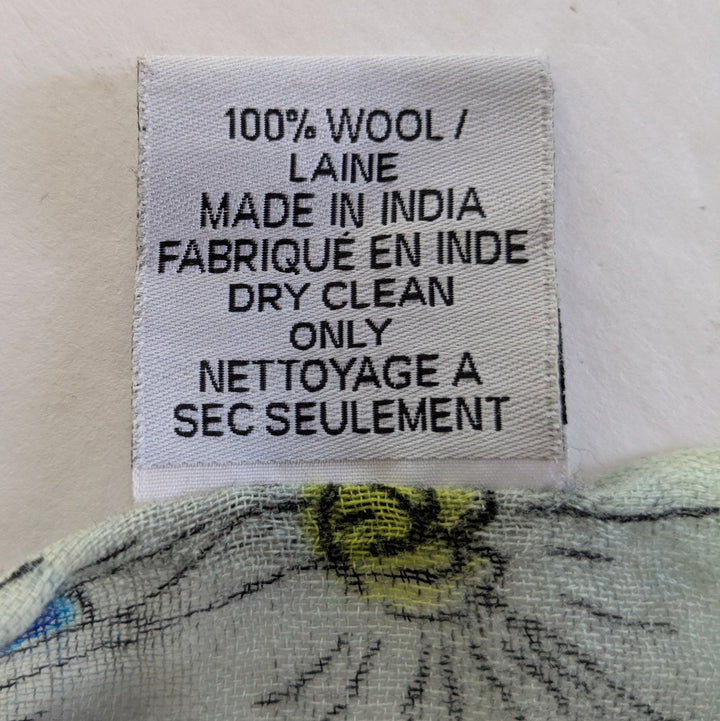 100% WOOL /
LAINE
MADE IN INDIA
FABRIQUÉ EN INDE
DRY CLEAN
ONLY
NETTOYAGE A
SEC SEULEMENT